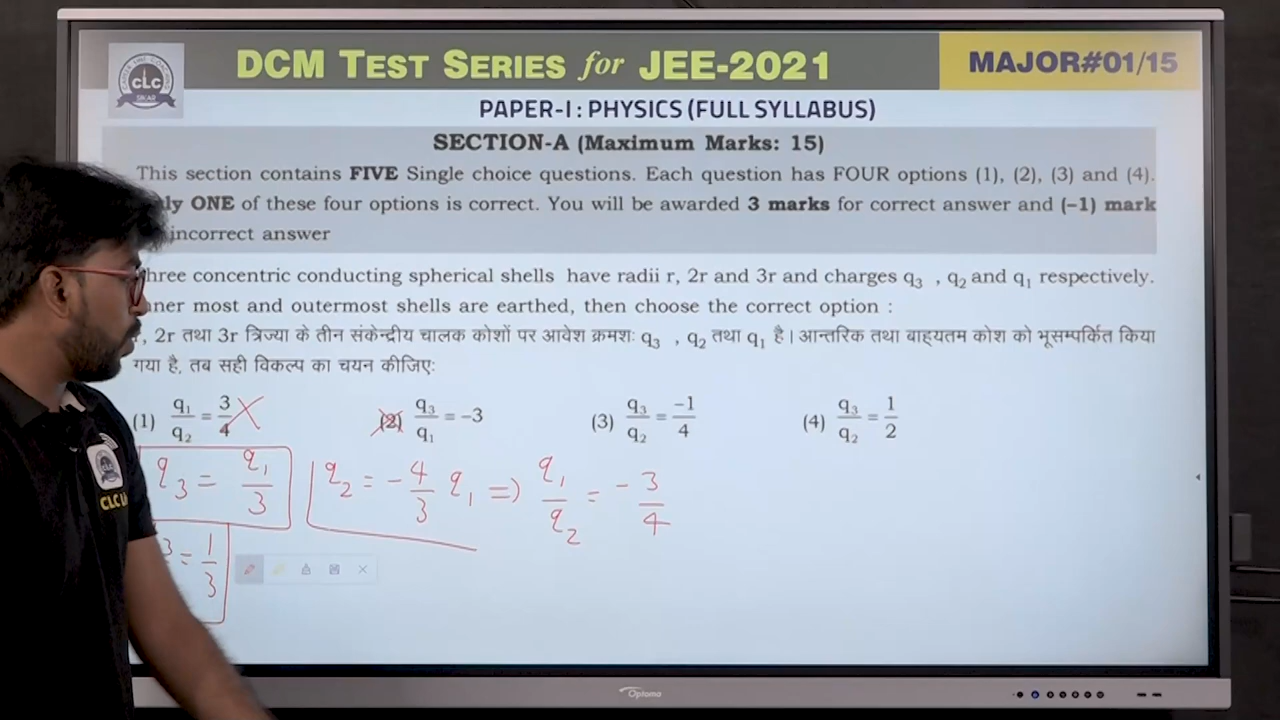 DCM TEST SERIES for JEE-2021
MAJOR#01/15
CLC
SIKAR
PAPER-I : PHYSICS (FULL SYLLABUS)
SECTION-A (Maximum Marks: 15)
This section contains FIVE Single choice questions. Each question has FOUR options (1), (2), (3) and (4).
ONE of these four options is correct. You will be awarded 3 marks for correct answer and (–1) mark
incorrect answer
concentric conducting spherical shells have radii r, 2r and 3r and charges q₃ , q₂ and q₁ respectively.
most and outermost shells are earthed, then choose the correct option :
, 2r तथा 3r त्रिज्या के तीन संकेन्द्रीय चालक कोशों पर आवेश क्रमशः q₃ , q₂ तथा q₁ है। आन्तरिक तथा बाह्यतम कोश को भूसम्पर्कित किया
गया है, तब सही विकल्प का चयन कीजिएः
(1) q₁/q₂ = 3/4 X (2) q₃/q₁ = –3 (3) q₃/q₂ = –1/4 (4) q₃/q₂ = 1/2
q₃ = q₁/3 q₂ = - 4/3 q₁ => q₁/q₂ = - 3/4
3 = 1/3
CLC
Optoma